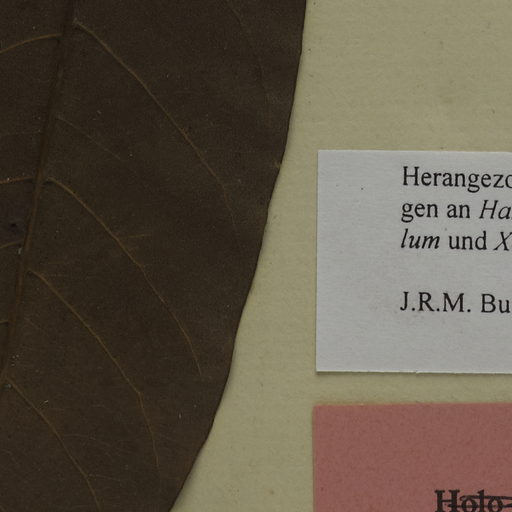 Herangezo
gen an Ha
lum und X
J.R.M. Bu
Holo-